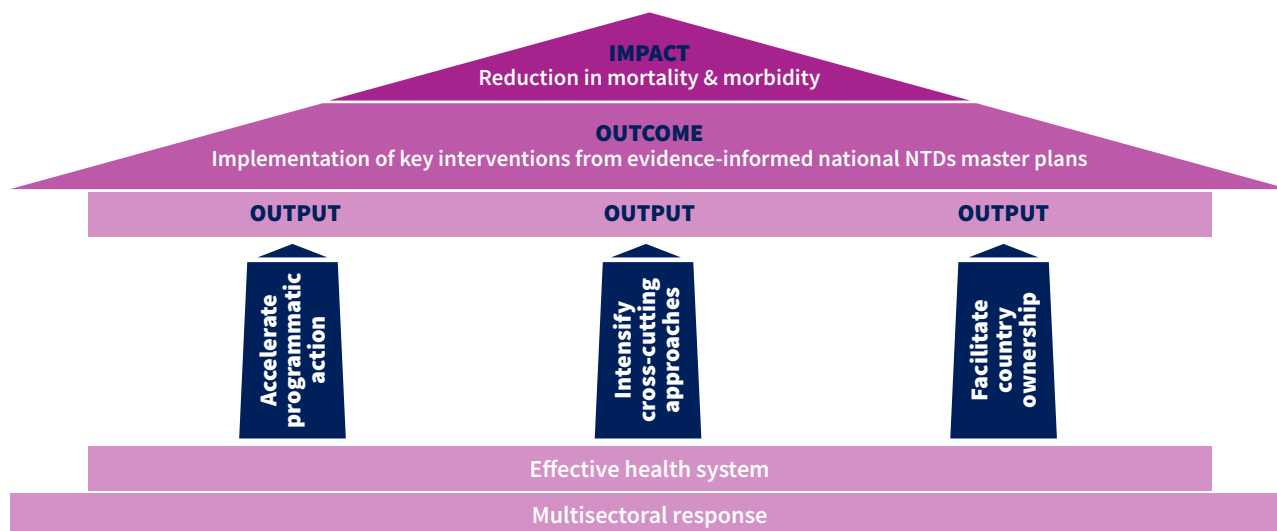 IMPACT
Reduction in mortality & morbidity
OUTCOME
Implementation of key interventions from evidence-informed national NTDs master plans
OUTPUT
OUTPUT
OUTPUT
Accelerate
programmatic
action
Intensify
cross-cutting
approaches
Facilitate
country
ownership
Effective health system
Multisectoral response